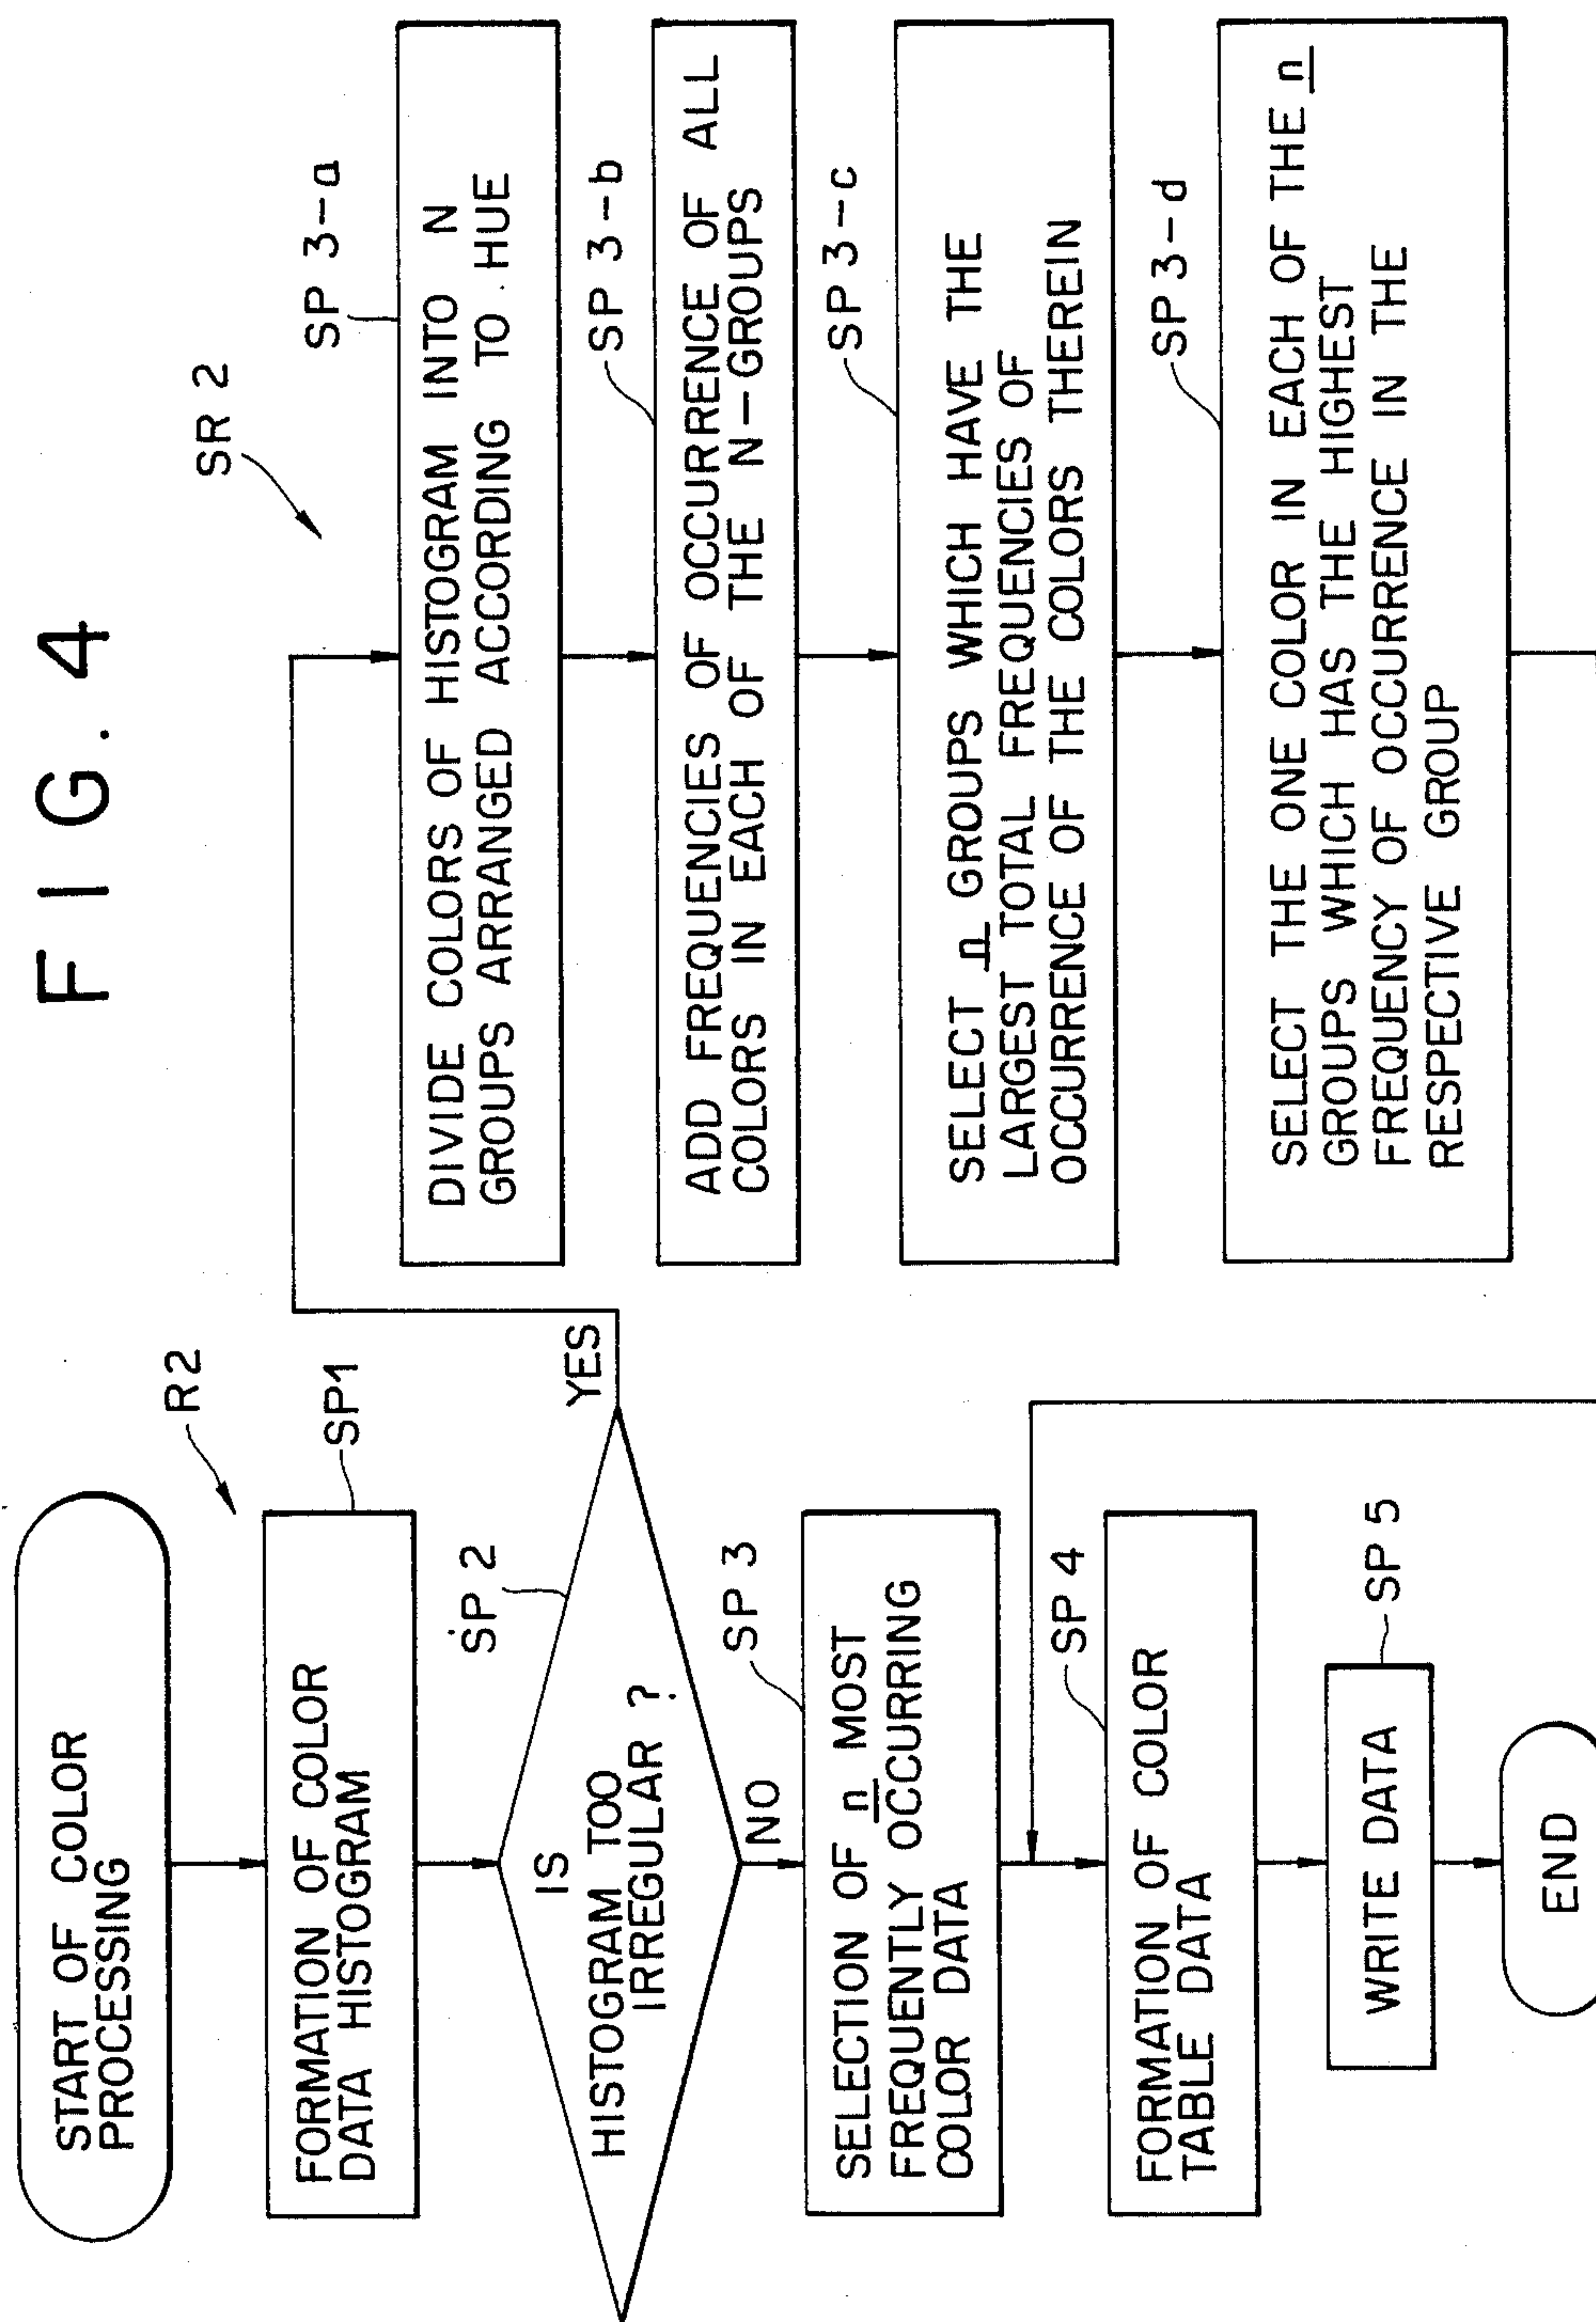 FIG. 4
START OF COLOR
PROCESSING
R2
FORMATION OF COLOR
DATA HISTOGRAM
SP1
IS
HISTOGRAM TOO
IRREGULAR ?
SP 2
YES
NO
SELECTION OF n MOST
FREQUENTLY OCCURRING
COLOR DATA
SP 3
FORMATION OF COLOR
TABLE DATA
SP 4
WRITE DATA
SP 5
END
SR 2
DIVIDE COLORS OF HISTOGRAM INTO N
GROUPS ARRANGED ACCORDING TO HUE
SP 3-a
ADD FREQUENCIES OF OCCURRENCE OF ALL
COLORS IN EACH OF THE N-GROUPS
SP 3-b
SELECT n GROUPS WHICH HAVE THE
LARGEST TOTAL FREQUENCIES OF
OCCURRENCE OF THE COLORS THEREIN
SP 3-c
SELECT THE ONE COLOR IN EACH OF THE n
GROUPS WHICH HAS THE HIGHEST
FREQUENCY OF OCCURRENCE IN THE
RESPECTIVE GROUP
SP 3-d